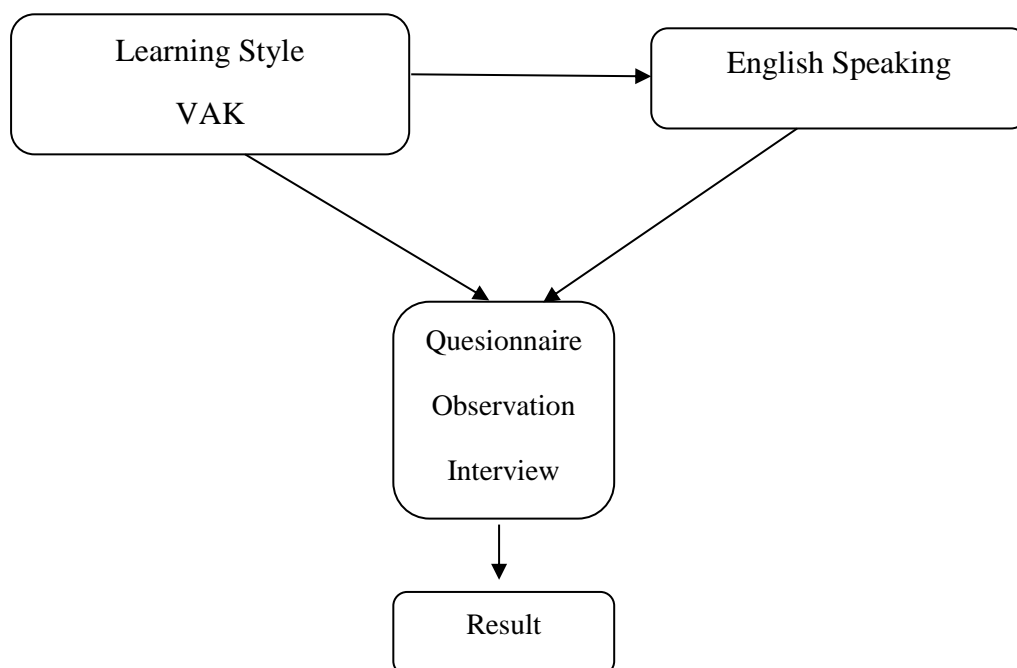 Learning Style
VAK
English Speaking
Quesionnaire
Observation
Interview
Result